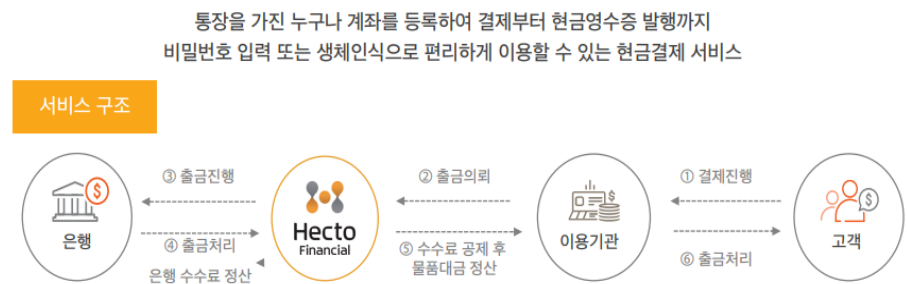 통장을 가진 누구나 계좌를 등록하여 결제부터 현금영수증 발행까지
비밀번호 입력 또는 생체인식으로 편리하게 이용할 수 있는 현금결제 서비스
서비스 구조
③ 출금진행
② 출금의뢰
① 결제진행
$
$
$
은행
Hecto
Financial
이용기관
고객
④ 출금처리
은행 수수료 정산
⑤ 수수료 공제 후
물품대금 정산
⑥ 출금처리